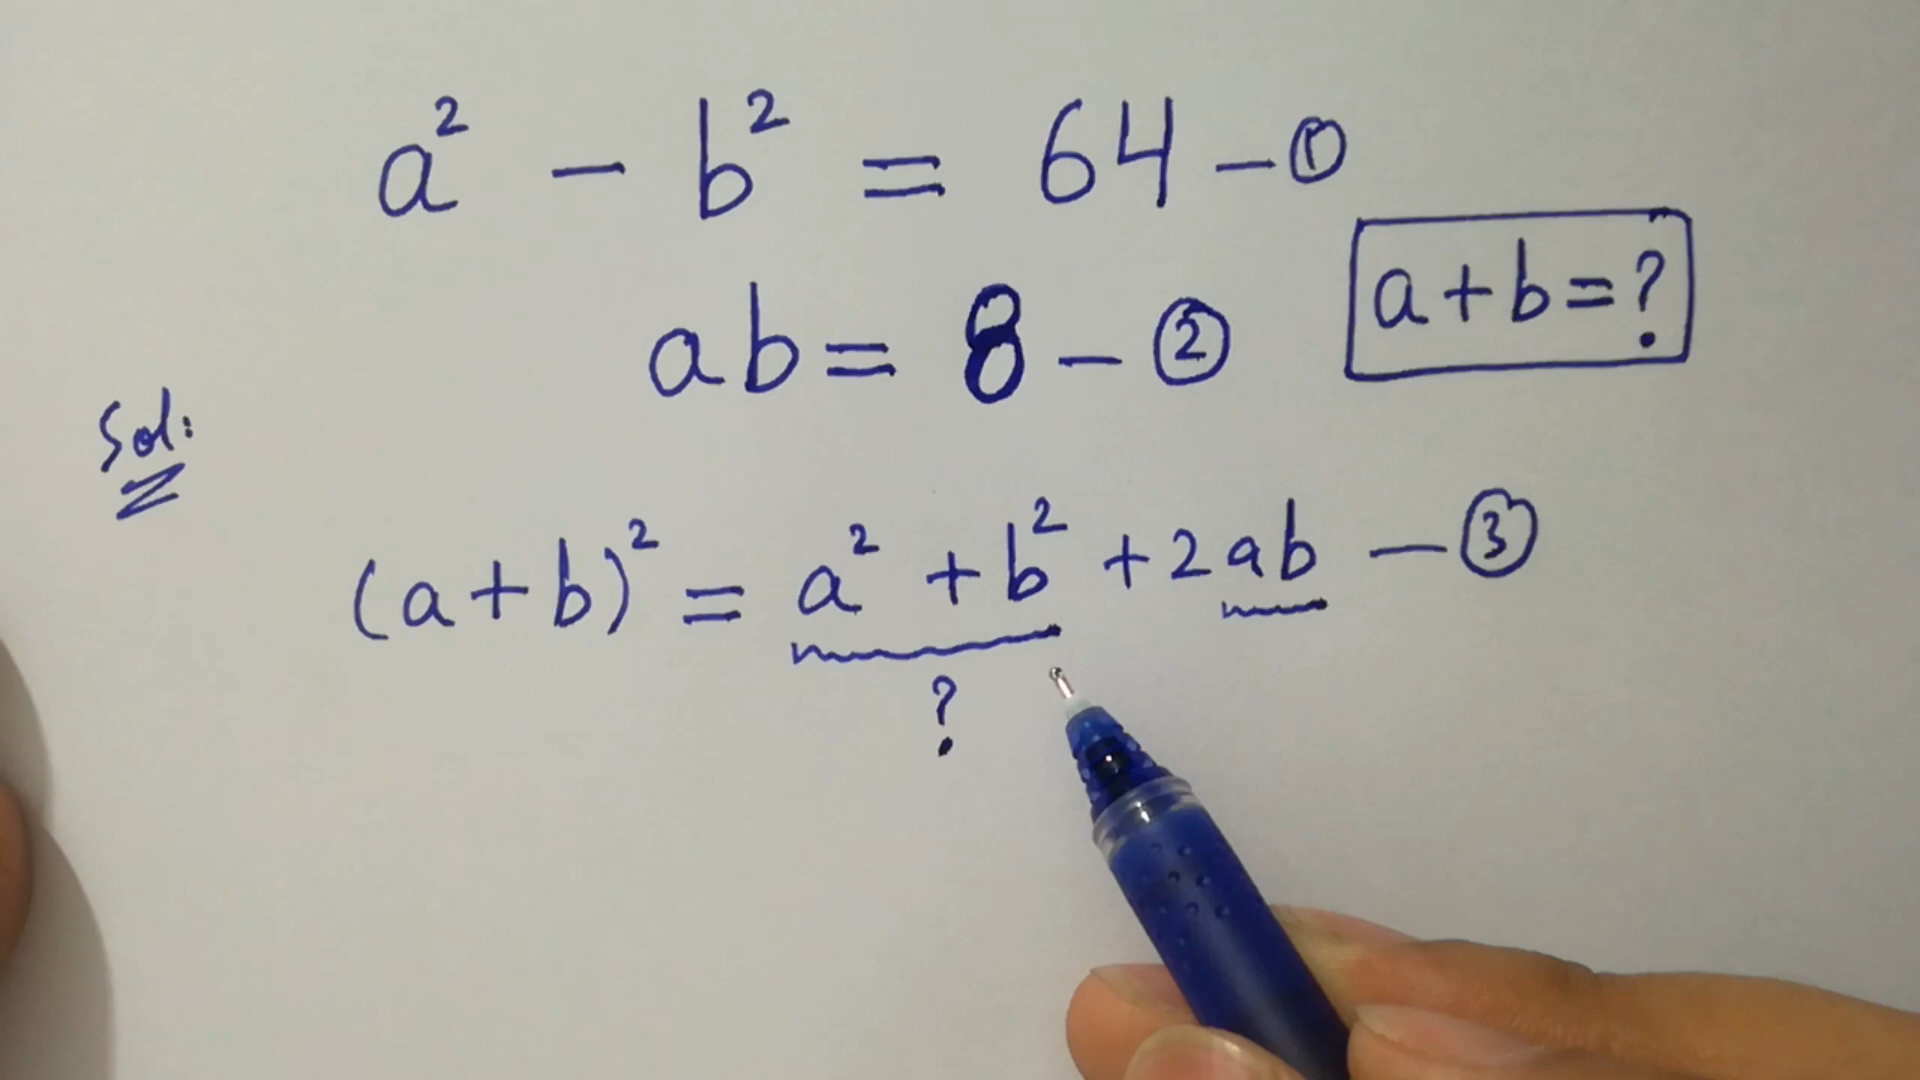 a² - b² = 64 - ①
ab = 8 - ②
a + b = ?
Sol:
(a + b)² = a² + b² + 2ab - ③
?